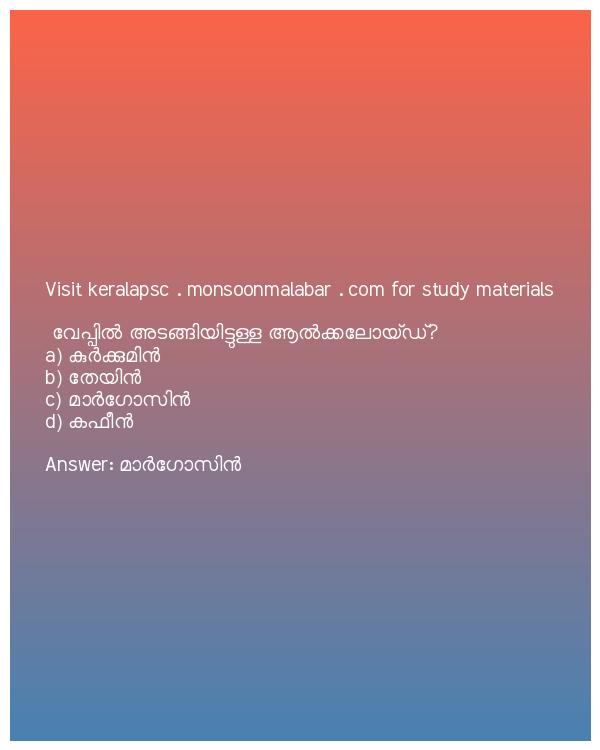 Visit keralapsc . monsoonmalabar . com for study materials
വേപ്പിൽ അടങ്ങിയിട്ടുള്ള ആൽക്കലോയ്ഡ്?
a) കുർക്കുമിൻ
b) തേയിൻ
c) മാർഗോസിൻ
d) കഫീൻ
Answer: മാർഗോസിൻ